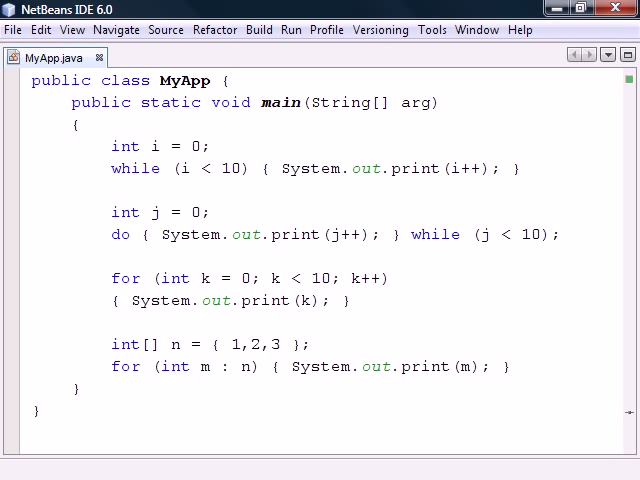 NetBeans IDE 6.0
File Edit View Navigate Source Refactor Build Run Profile Versioning Tools Window Help
MyApp.java
public class MyApp {
public static void main(String[] arg)
{
int i = 0;
while (i < 10) { System.out.print(i++); }
int j = 0;
do { System.out.print(j++); } while (j < 10);
for (int k = 0; k < 10; k++)
{ System.out.print(k); }
int[] n = { 1,2,3 };
for (int m : n) { System.out.print(m); }
}
}